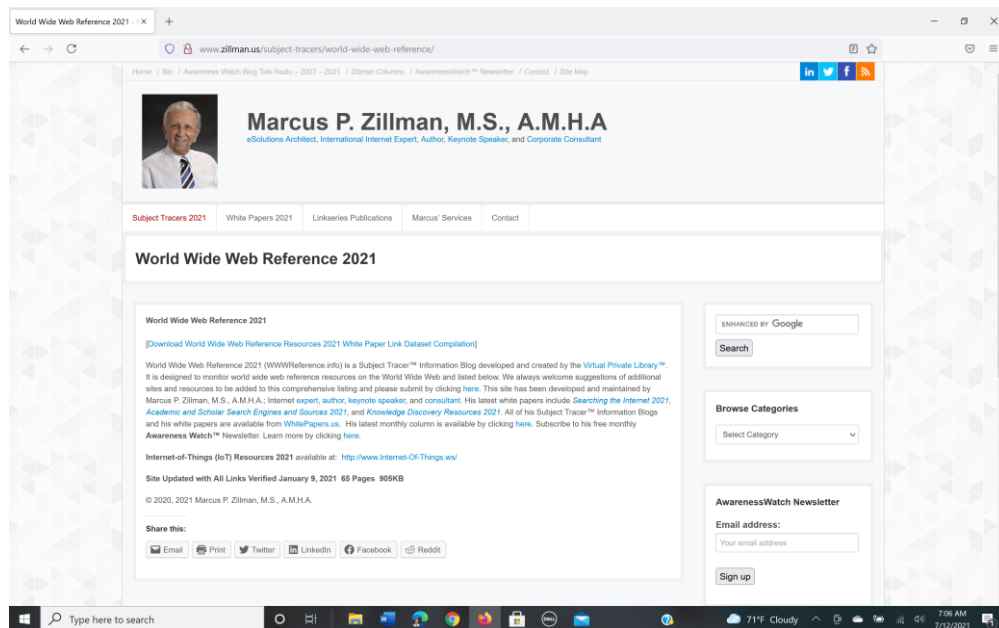 World Wide Web Reference 2021 -
www.zillman.us/subject-tracers/world-wide-web-reference/
Home / Bio / Awareness Watch Blog Talk Radio – 2007 – 2021 / Zillman Columns / AwarenessWatch™ Newsletter / Contact / Site Map
Marcus P. Zillman, M.S., A.M.H.A
eSolutions Architect, International Internet Expert, Author, Keynote Speaker, and Corporate Consultant
Subject Tracers 2021 White Papers 2021 Linkseries Publications Marcus' Services Contact
World Wide Web Reference 2021
World Wide Web Reference 2021
[Download World Wide Web Reference Resources 2021 White Paper Link Dataset Compilation]
World Wide Web Reference 2021 (WWWReference.info) is a Subject Tracer™ Information Blog developed and created by the Virtual Private Library™.
It is designed to monitor world wide web reference resources on the World Wide Web and listed below. We always welcome suggestions of additional
sites and resources to be added to this comprehensive listing and please submit by clicking here. This site has been developed and maintained by
Marcus P. Zillman, M.S., A.M.H.A.; Internet expert, author, keynote speaker, and consultant. His latest white papers include Searching the Internet 2021,
Academic and Scholar Search Engines and Sources 2021, and Knowledge Discovery Resources 2021. All of his Subject Tracer™ Information Blogs
and his white papers are available from WhitePapers.us. His latest monthly column is available by clicking here. Subscribe to his free monthly
Awareness Watch™ Newsletter. Learn more by clicking here.
Internet-of-Things (IoT) Resources 2021 available at: http://www.Internet-Of-Things.ws/
Site Updated with All Links Verified January 9, 2021 65 Pages 905KB
© 2020, 2021 Marcus P. Zillman, M.S., A.M.H.A.
Share this:
Email Print Twitter LinkedIn Facebook Reddit
ENHANCED BY Google
Search
Browse Categories
Select Category
AwarenessWatch Newsletter
Email address:
Your email address
Sign up
Type here to search
DELL
71°F Cloudy
7:06 AM
7/12/2021